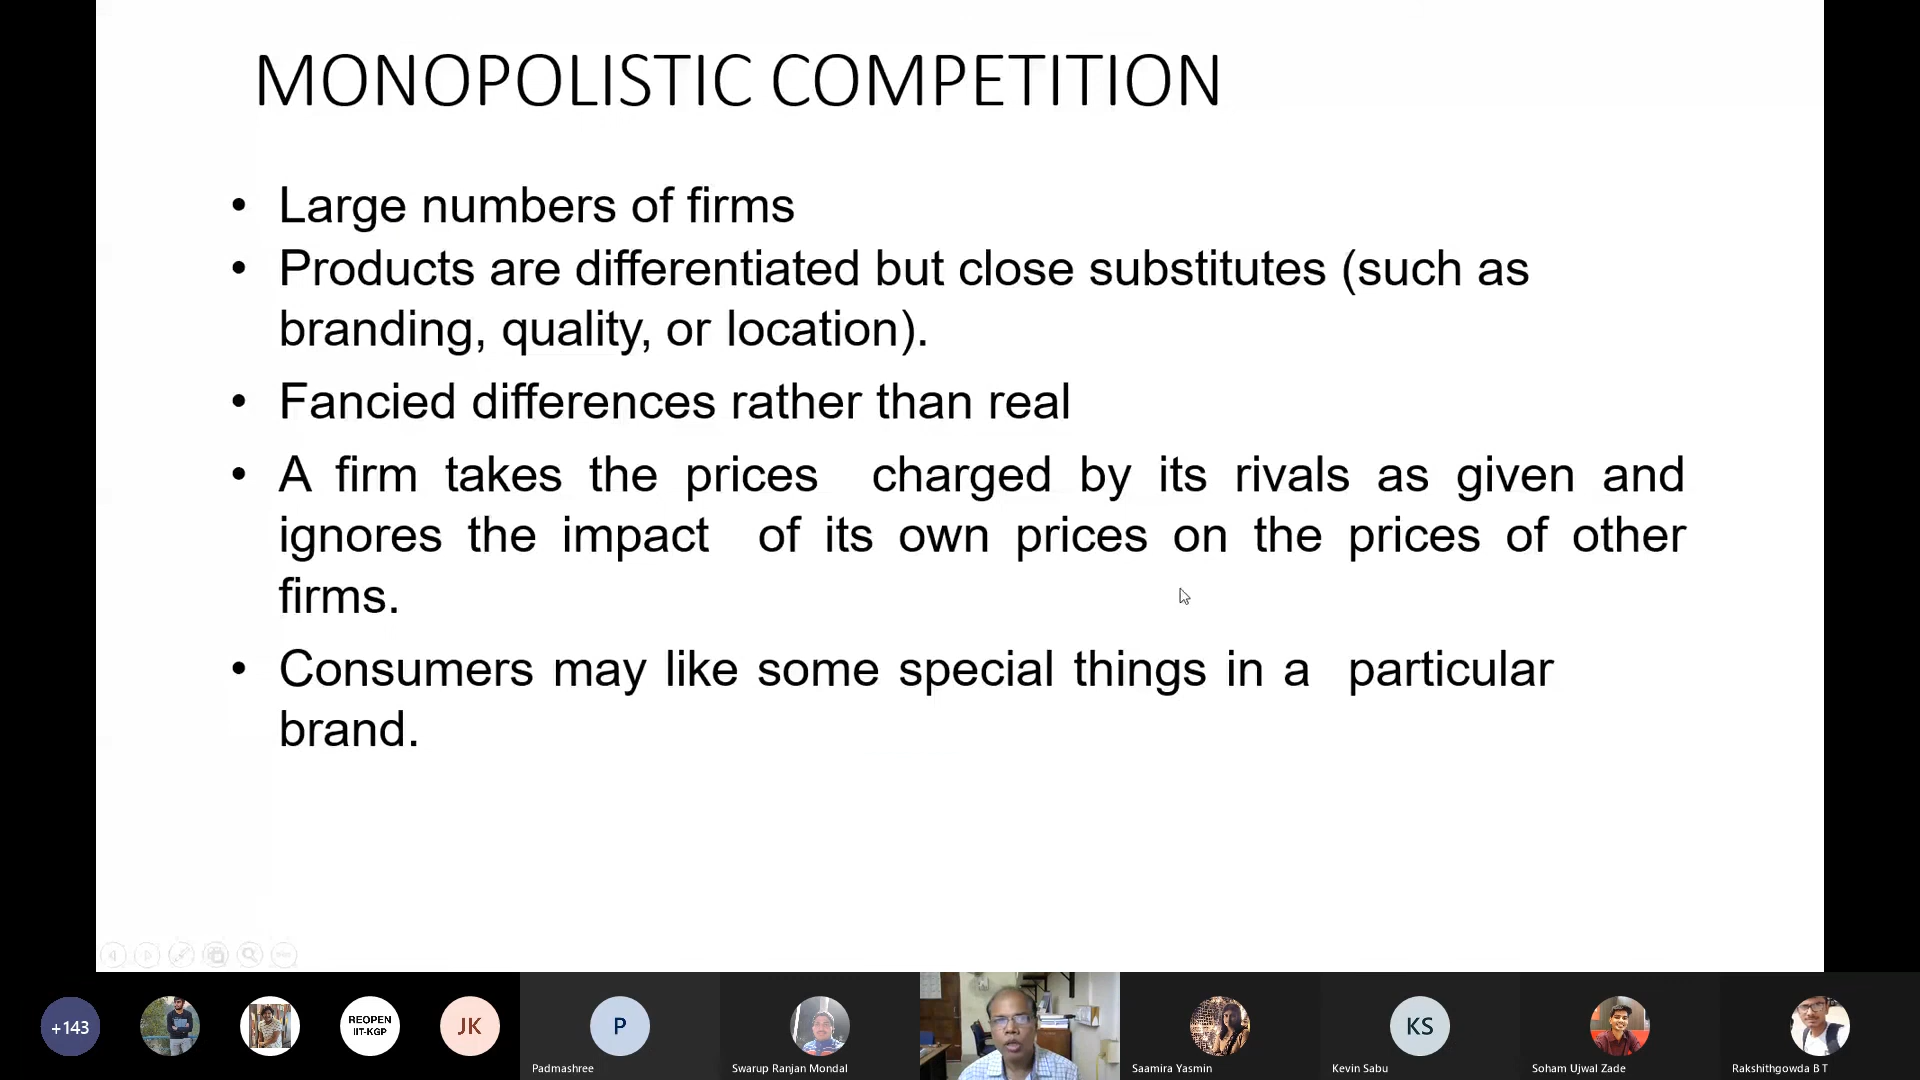 MONOPOLISTIC COMPETITION
• Large numbers of firms
• Products are differentiated but close substitutes (such as
branding, quality, or location).
• Fancied differences rather than real
• A firm takes the prices charged by its rivals as given and
ignores the impact of its own prices on the prices of other
firms.
• Consumers may like some special things in a particular
brand.
+143
REOPEN
IIT-KGP
JK
P
KS
Padmashree
Swarup Ranjan Mondal
Saamira Yasmin
Kevin Sabu
Soham Ujwal Zade
Rakshithgowda B T